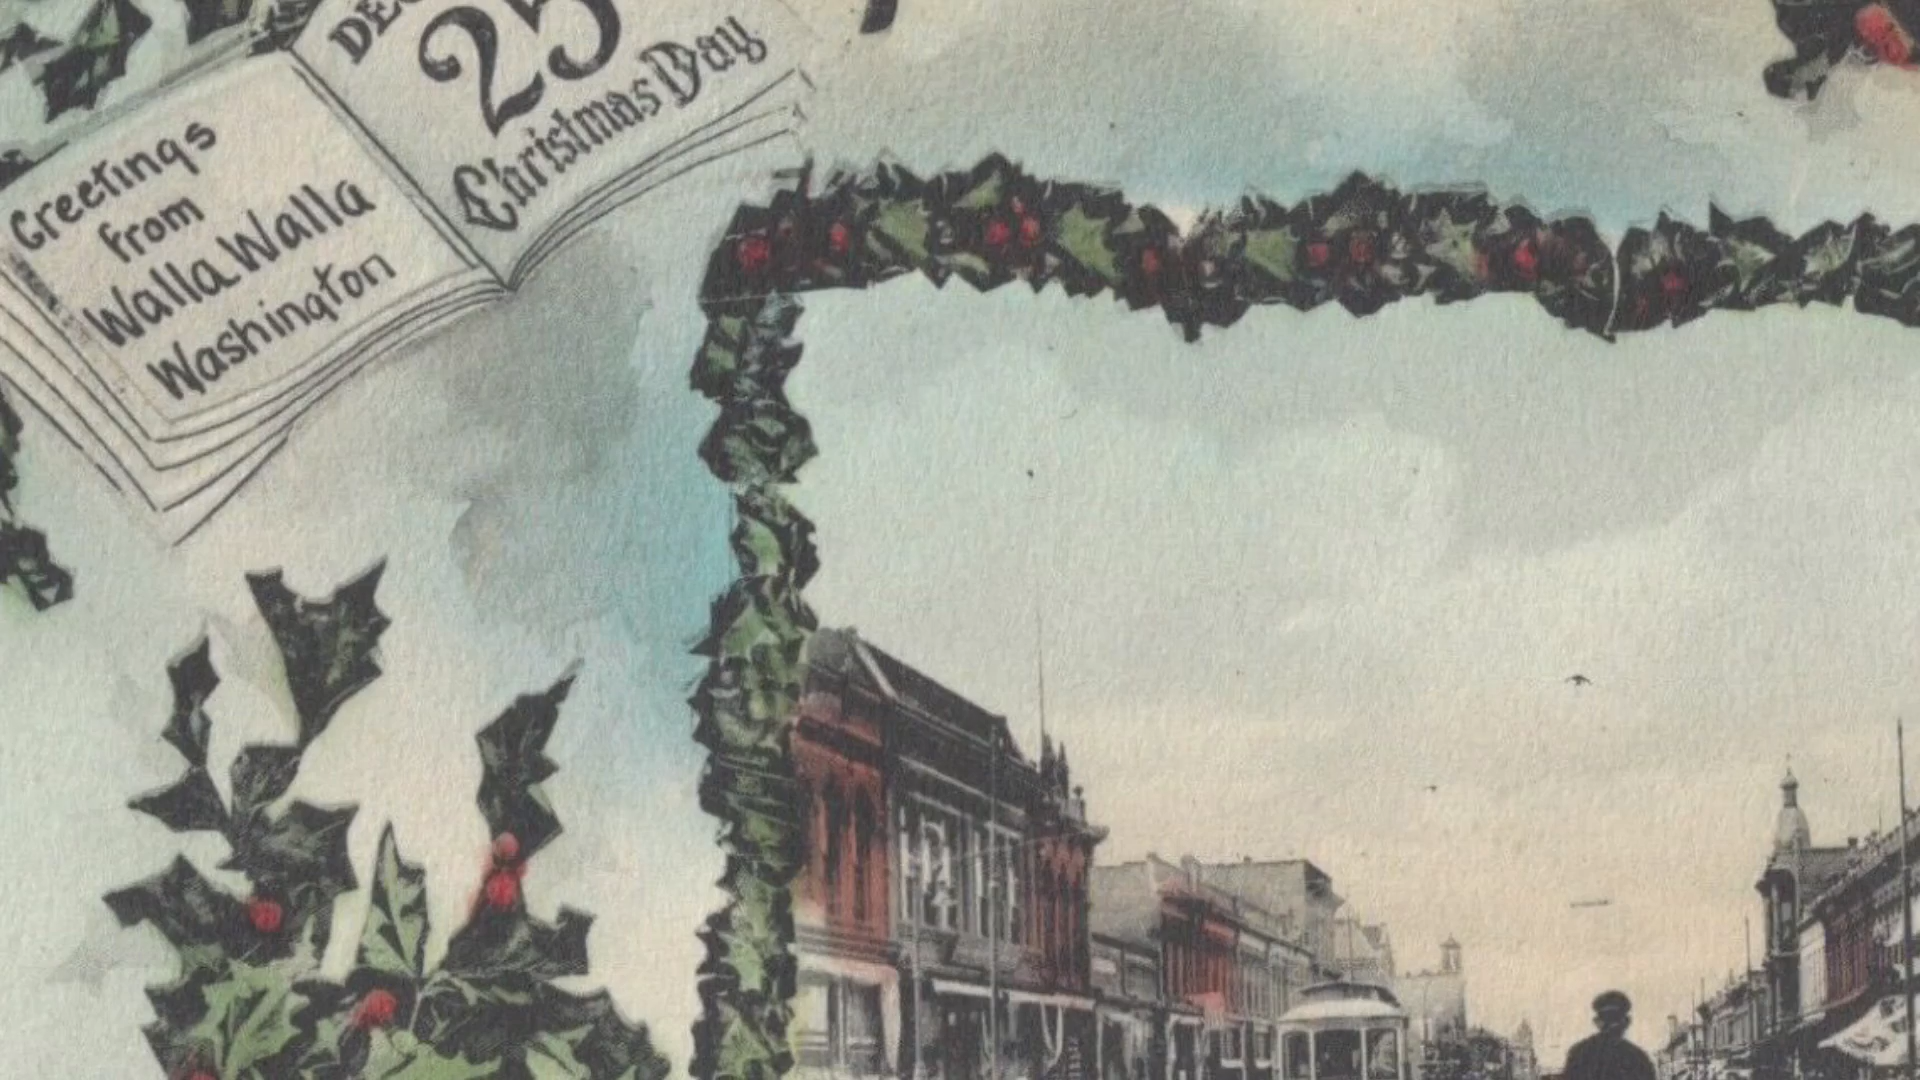 Greetings
from
Walla Walla
Washington
25
Christmas Day